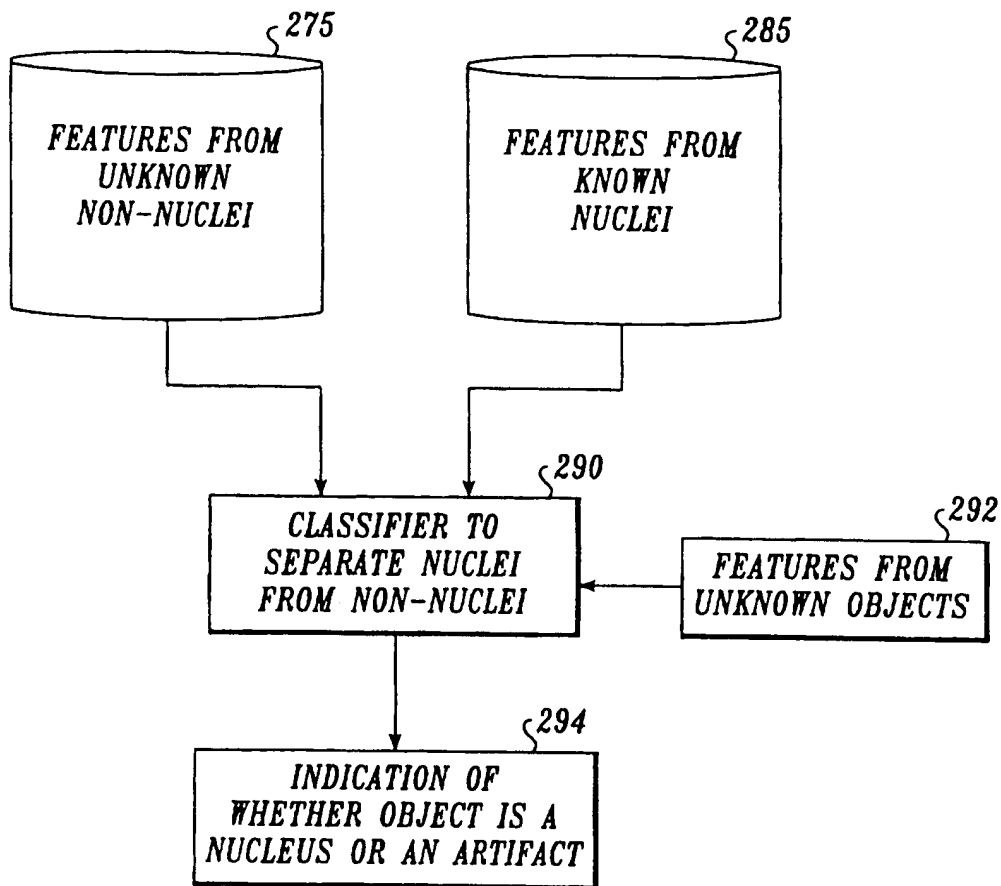 275
FEATURES FROM
UNKNOWN
NON-NUCLEI
285
FEATURES FROM
KNOWN
NUCLEI
290
CLASSIFIER TO
SEPARATE NUCLEI
FROM NON-NUCLEI
292
FEATURES FROM
UNKNOWN OBJECTS
294
INDICATION OF
WHETHER OBJECT IS A
NUCLEUS OR AN ARTIFACT